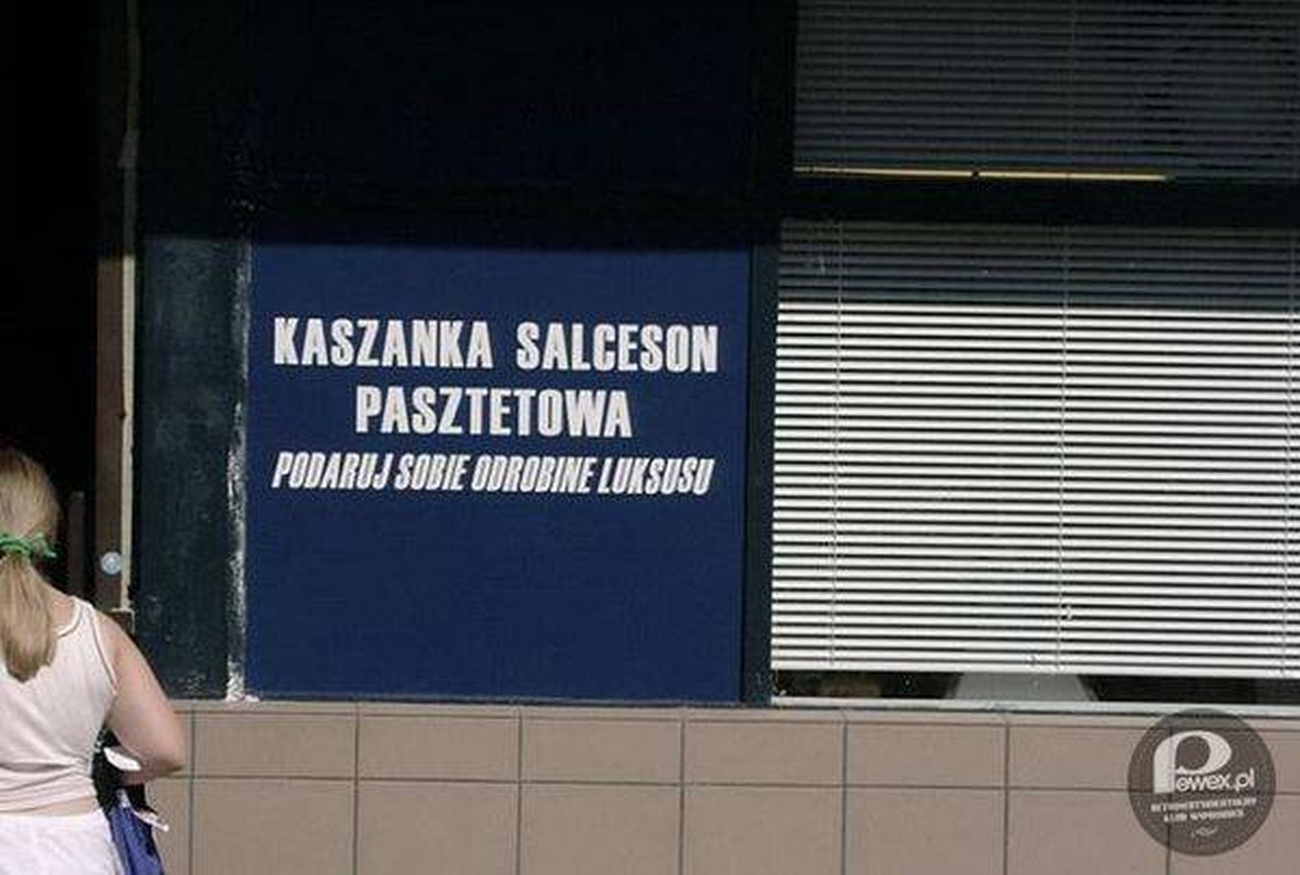 KASZANKA SALCESON
PASZTETOWA
PODARUJ SOBIE ODROBINE LUKSUSU
Pewex.pl